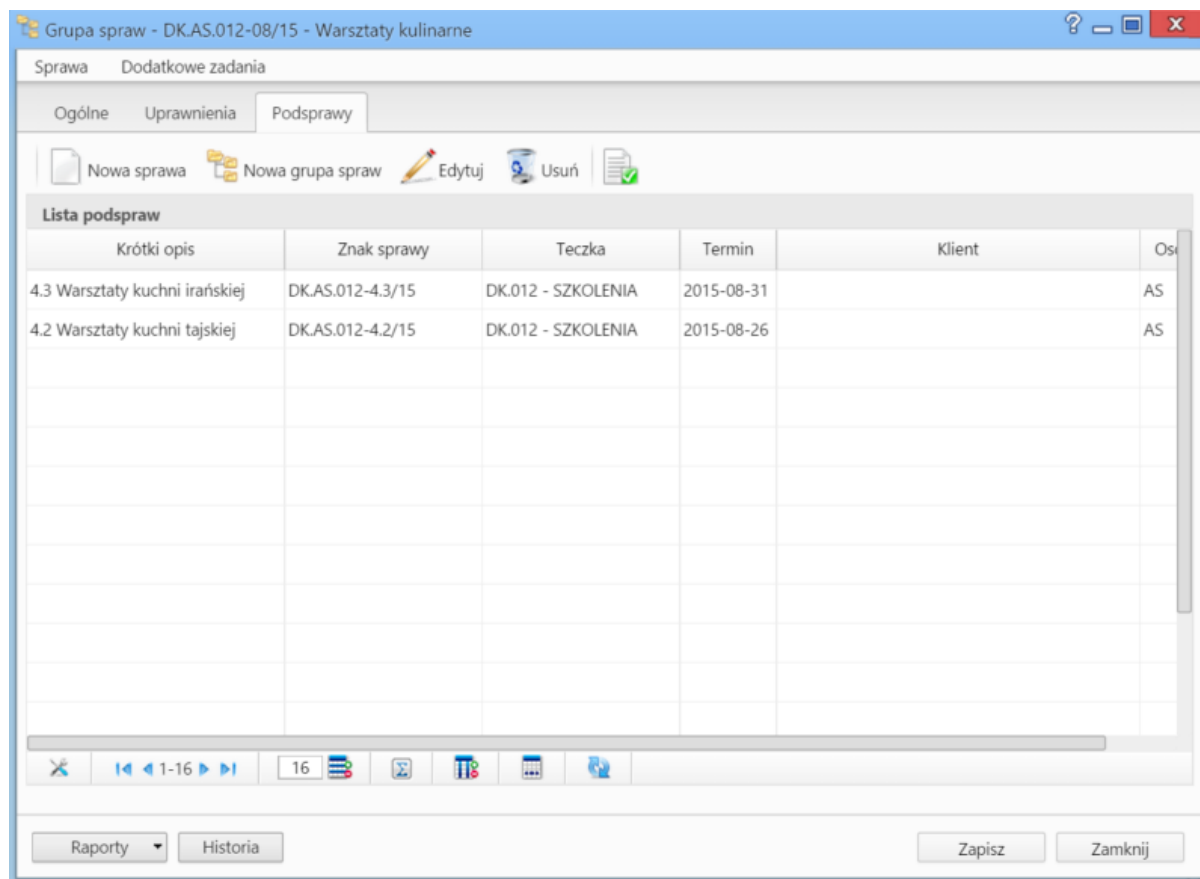 Grupa spraw - DK.AS.012-08/15 - Warsztaty kulinarne
Sprawa Dodatkowe zadania
Ogólne Uprawnienia Podsprawy
Nowa sprawa Nowa grupa spraw Edytuj Usuń
Lista podspraw
Krótki opis Znak sprawy Teczka Termin Klient Oso
4.3 Warsztaty kuchni irańskiej DK.AS.012-4.3/15 DK.012 - SZKOLENIA 2015-08-31 AS
4.2 Warsztaty kuchni tajskiej DK.AS.012-4.2/15 DK.012 - SZKOLENIA 2015-08-26 AS
1-16 16
Raporty Historia Zapisz Zamknij